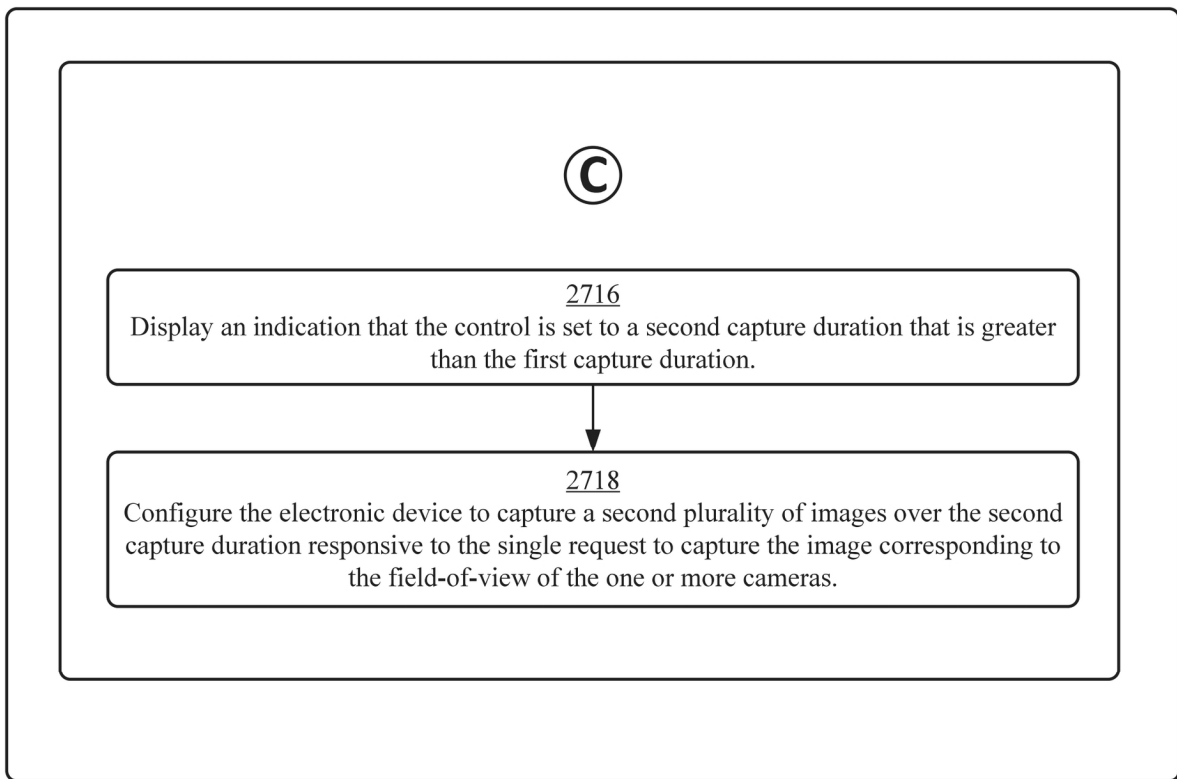 C
2716
Display an indication that the control is set to a second capture duration that is greater
than the first capture duration.
2718
Configure the electronic device to capture a second plurality of images over the second
capture duration responsive to the single request to capture the image corresponding to
the field-of-view of the one or more cameras.